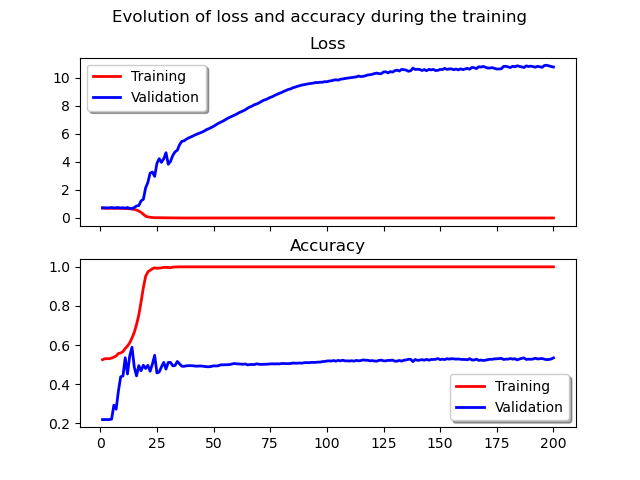 Evolution of loss and accuracy during the training
Loss
Training
Validation
10
8
6
4
2
0
Accuracy
1.0
0.8
0.6
0.4
0.2
Training
Validation
0 25 50 75 100 125 150 175 200